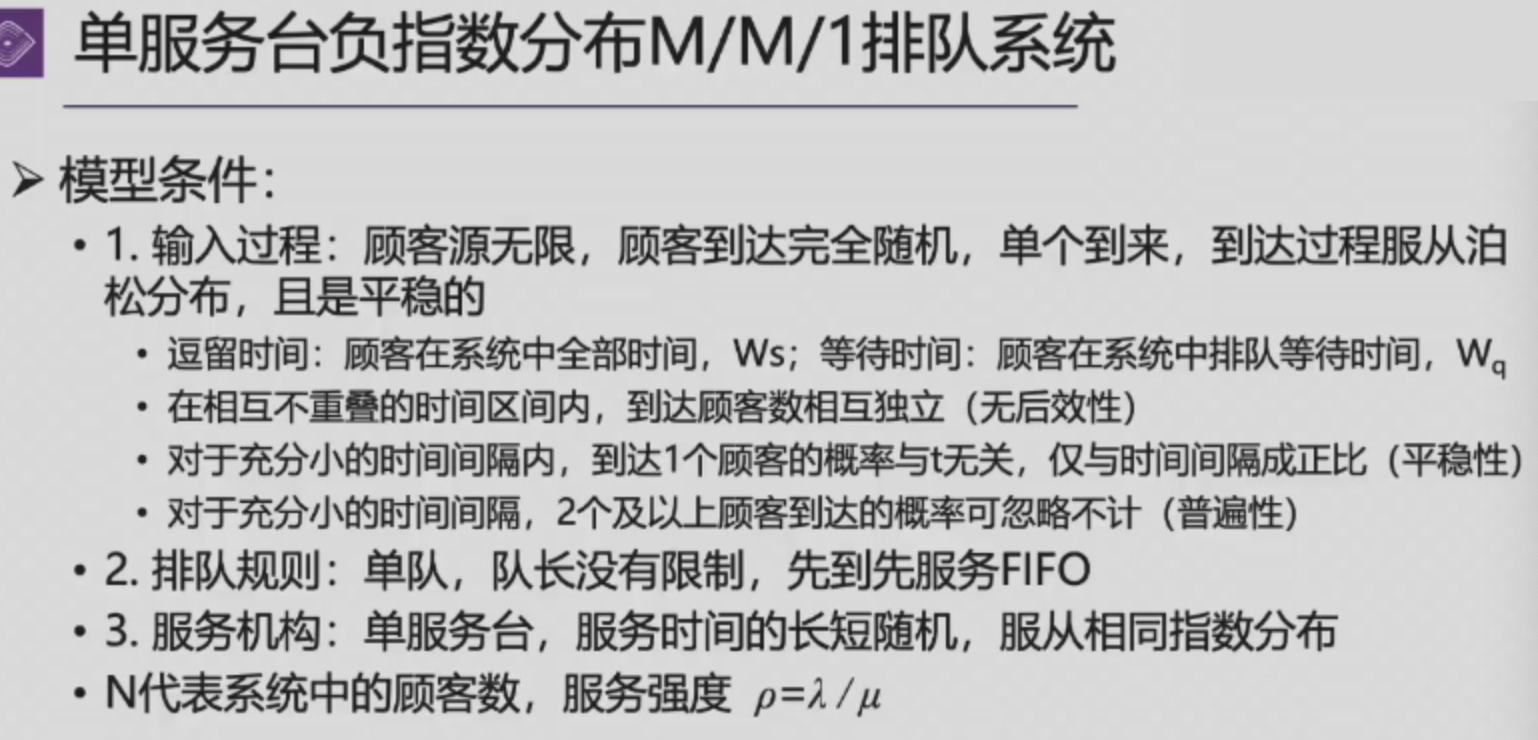 单服务台负指数分布M/M/1排队系统
➢ 模型条件：
• 1. 输入过程：顾客源无限，顾客到达完全随机，单个到来，到达过程服从泊
松分布，且是平稳的
• 逗留时间：顾客在系统中全部时间，Ws；等待时间：顾客在系统中排队等待时间，Wq
• 在相互不重叠的时间区间内，到达顾客数相互独立（无后效性）
• 对于充分小的时间间隔内，到达1个顾客的概率与t无关，仅与时间间隔成正比（平稳性）
• 对于充分小的时间间隔，2个及以上顾客到达的概率可忽略不计（普遍性）
• 2. 排队规则：单队，队长没有限制，先到先服务FIFO
• 3. 服务机构：单服务台，服务时间的长短随机，服从相同指数分布
• N代表系统中的顾客数，服务强度 ρ=λ/μ